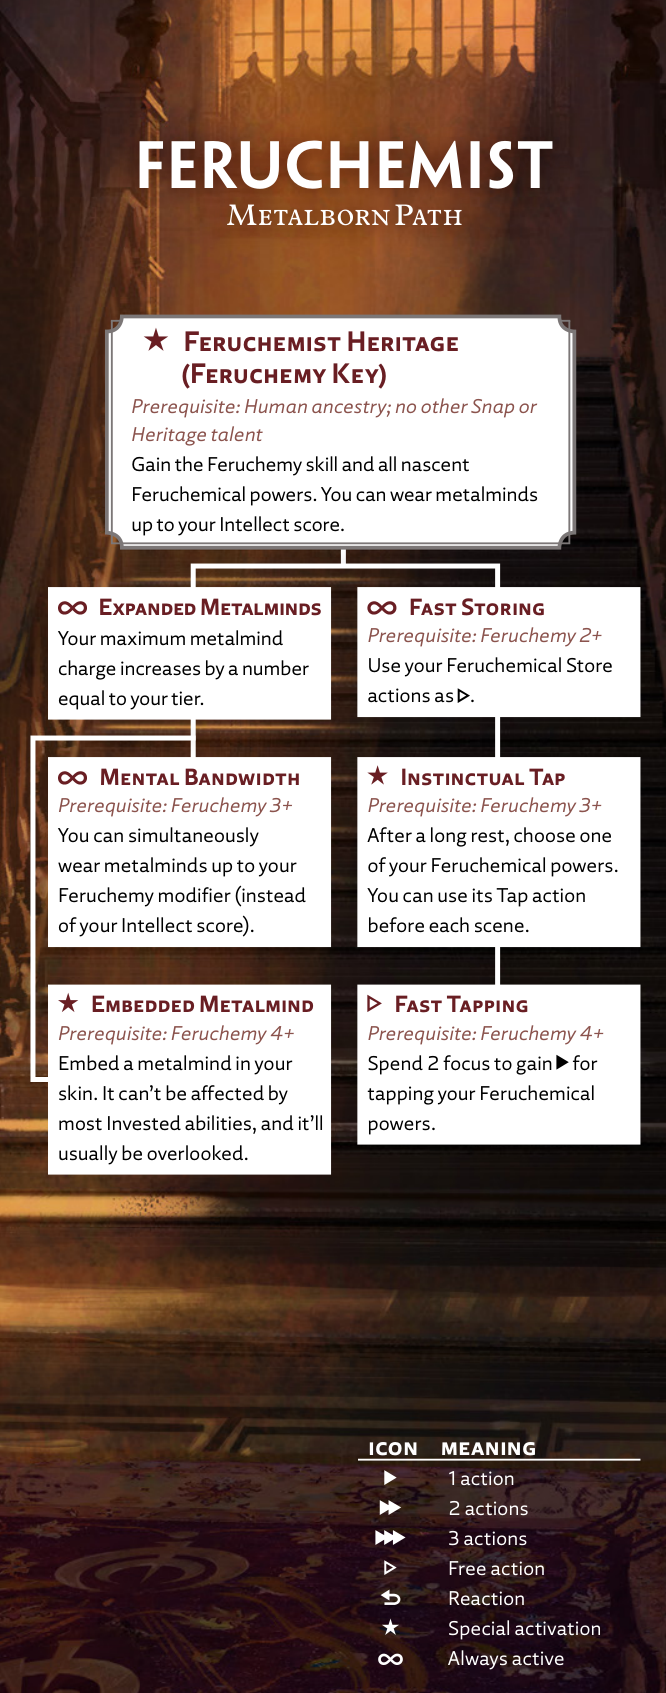 FERUCHEMIST
METALBORN PATH
★ FERUCHEMIST HERITAGE
(FERUCHEMY KEY)
Prerequisite: Human ancestry; no other Snap or
Heritage talent
Gain the Feruchemy skill and all nascent
Feruchemical powers. You can wear metalminds
up to your Intellect score.
∞ EXPANDED METALMINDS
Your maximum metalmind
charge increases by a number
equal to your tier.
∞ FAST STORING
Prerequisite: Feruchemy 2+
Use your Feruchemical Store
actions as ▷.
∞ MENTAL BANDWIDTH
Prerequisite: Feruchemy 3+
You can simultaneously
wear metalminds up to your
Feruchemy modifier (instead
of your Intellect score).
★ INSTINCTUAL TAP
Prerequisite: Feruchemy 3+
After a long rest, choose one
of your Feruchemical powers.
You can use its Tap action
before each scene.
★ EMBEDDED METALMIND
Prerequisite: Feruchemy 4+
Embed a metalmind in your
skin. It can't be affected by
most Invested abilities, and it'll
usually be overlooked.
▷ FAST TAPPING
Prerequisite: Feruchemy 4+
Spend 2 focus to gain ▶ for
tapping your Feruchemical
powers.
ICON MEANING
▶ 1 action
▶▶ 2 actions
▶▶▶ 3 actions
▷ Free action
⮌ Reaction
★ Special activation
∞ Always active